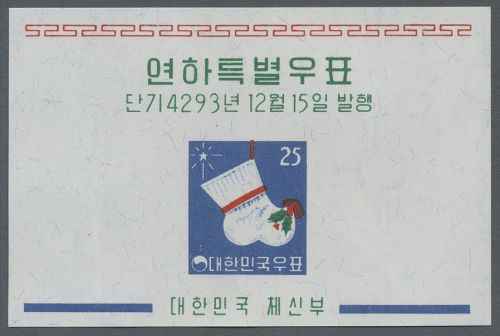 연하특별우표
단기4293년 12월 15일 발행
25
대한민국우표
대한민국 체신부